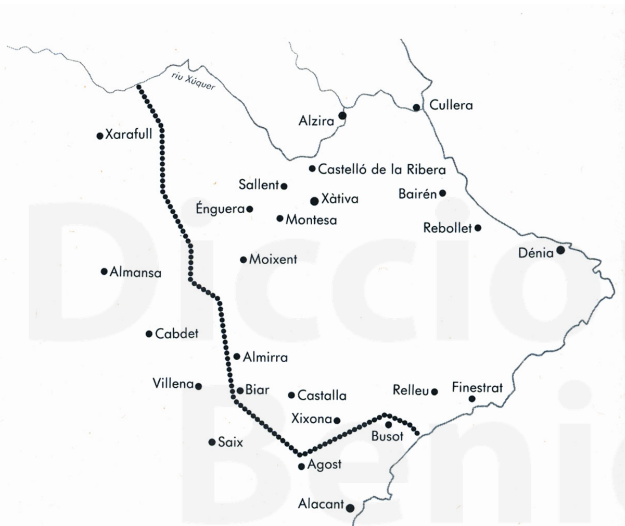 riu Xúquer
Cullera
Alzira
Xarafull
Castelló de la Ribera
Sallent
Xàtiva
Bairén
Énguera
Montesa
Rebollet
Dénia
Moixent
Almansa
Cabdet
Almirra
Villena
Biar
Castalla
Relleu
Finestrat
Xixona
Busot
Saix
Agost
Alacant
Diccio
Beni